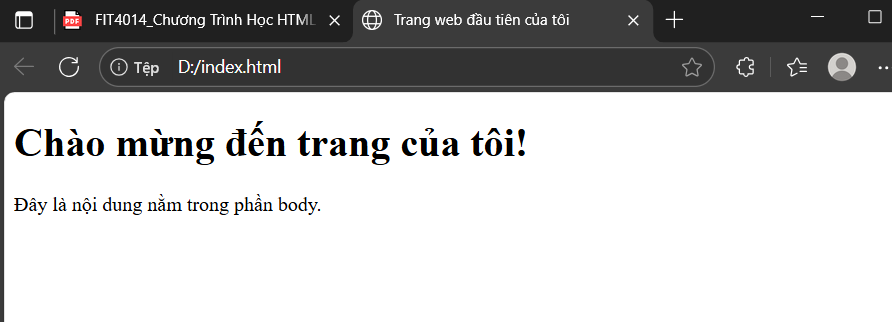 PDF
FIT4014_Chương Trình Học HTML
Trang web đầu tiên của tôi
Tệp
D:/index.html
Chào mừng đến trang của tôi!
Đây là nội dung nằm trong phần body.